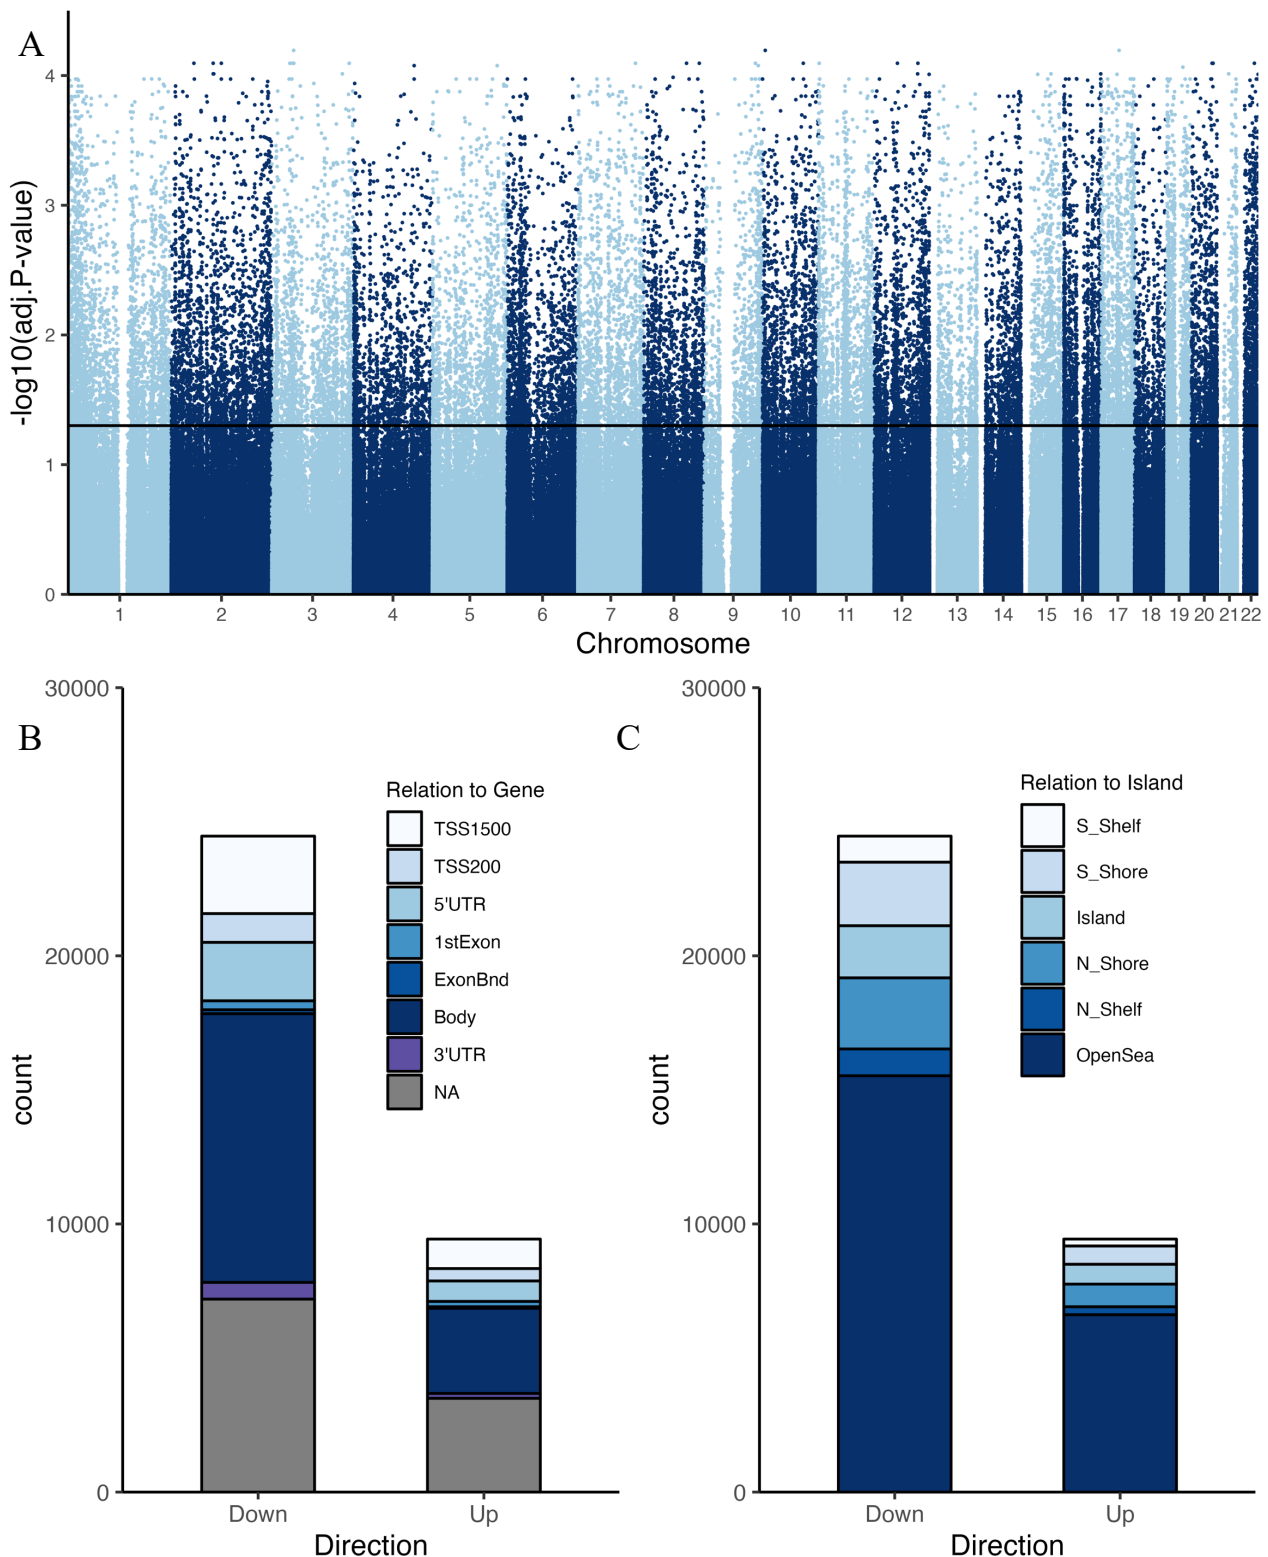 A
4
3
2
1
0
-log10(adj.P-value)
1 2 3 4 5 6 7 8 9 10 11 12 13 14 15 16 17 18 19 20 21 22
Chromosome
B
30000
20000
10000
0
count
Relation to Gene
TSS1500
TSS200
5'UTR
1stExon
ExonBnd
Body
3'UTR
NA
Down Up
Direction
C
30000
20000
10000
0
count
Relation to Island
S_Shelf
S_Shore
Island
N_Shore
N_Shelf
OpenSea
Down Up
Direction